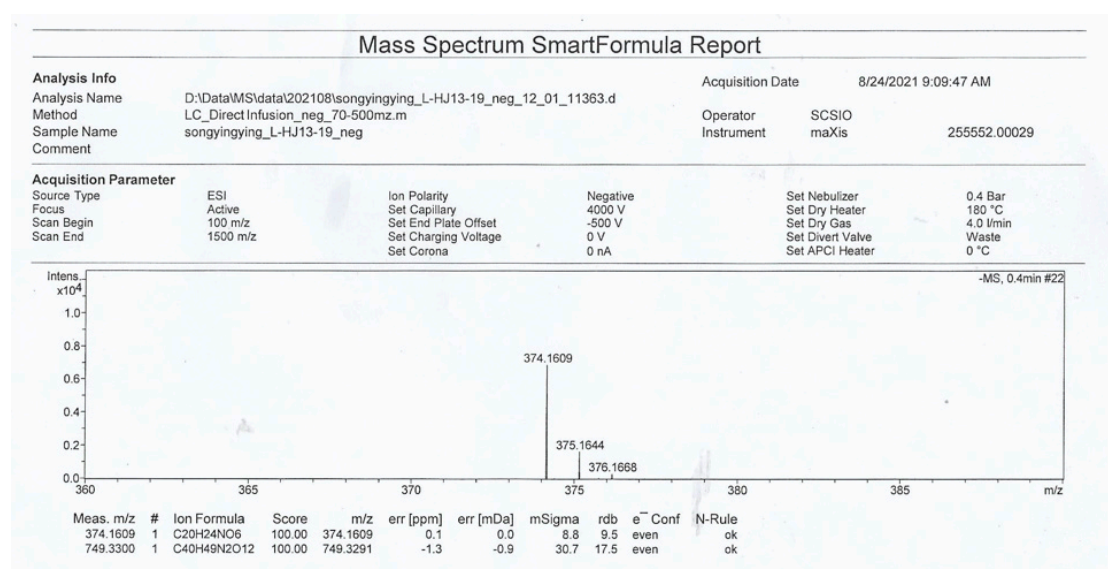 Mass Spectrum SmartFormula Report
Analysis Info Acquisition Date 8/24/2021 9:09:47 AM
Analysis Name D:\Data\MS\data\202108\songyingying_L-HJ13-19_neg_12_01_11363.d
Method LC_Direct Infusion_neg_70-500mz.m Operator SCSIO
Sample Name songyingying_L-HJ13-19_neg Instrument maXis 255552.00029
Comment
Acquisition Parameter
Source Type ESI Ion Polarity Negative Set Nebulizer 0.4 Bar
Focus Active Set Capillary 4000 V Set Dry Heater 180 °C
Scan Begin 100 m/z Set End Plate Offset -500 V Set Dry Gas 4.0 l/min
Scan End 1500 m/z Set Charging Voltage 0 V Set Divert Valve Waste
Set Corona 0 nA Set APCI Heater 0 °C
Intens. -MS, 0.4min #22
x10⁴
1.0
0.8
374.1609
0.6
0.4
0.2 375.1644
376.1668
0.0
360 365 370 375 380 385 m/z
Meas. m/z # Ion Formula Score m/z err [ppm] err [mDa] mSigma rdb e⁻ Conf N-Rule
374.1609 1 C20H24NO6 100.00 374.1609 0.1 0.0 8.8 9.5 even ok
749.3300 1 C40H49N2O12 100.00 749.3291 -1.3 -0.9 30.7 17.5 even ok